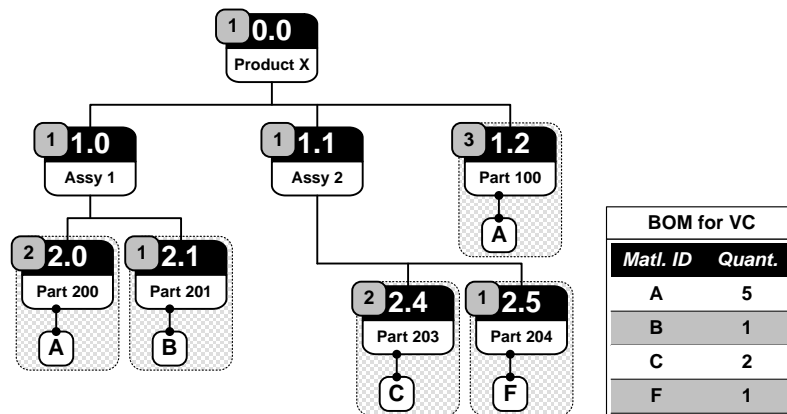 1 0.0
Product X
1 1.0
Assy 1
1 1.1
Assy 2
3 1.2
Part 100
A
2 2.0
Part 200
A
1 2.1
Part 201
B
2 2.4
Part 203
C
1 2.5
Part 204
F
BOM for VC
Matl. ID Quant.
A 5
B 1
C 2
F 1